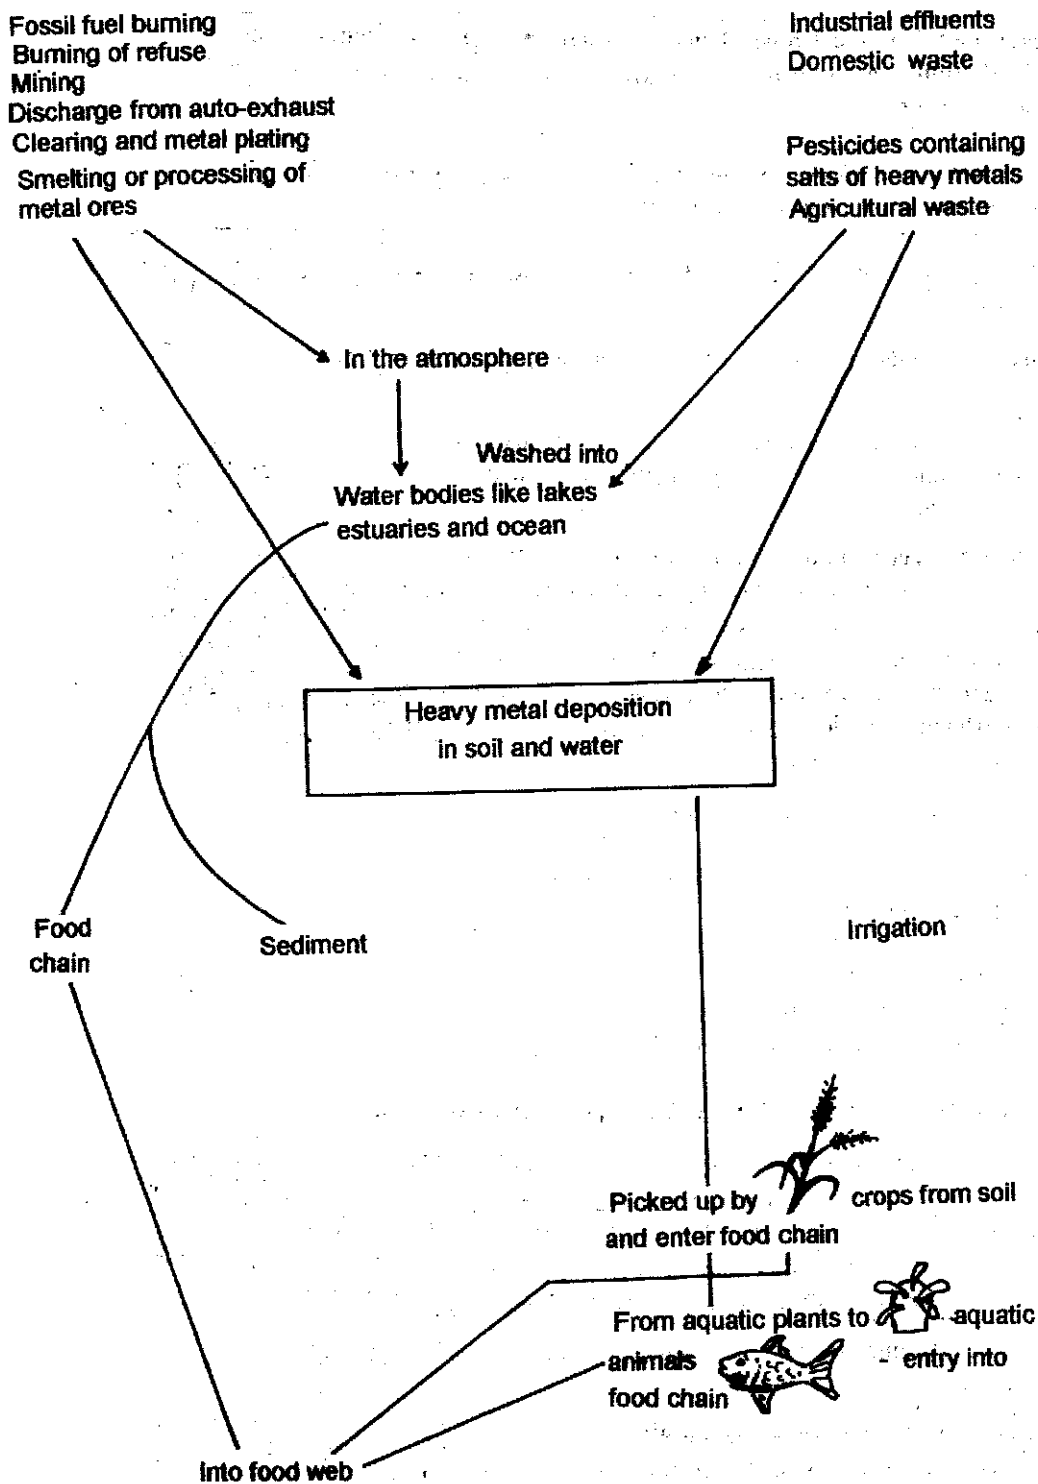 Fossil fuel burning
Burning of refuse
Mining
Discharge from auto-exhaust
Clearing and metal plating
Smelting or processing of
metal ores
Industrial effluents
Domestic waste
Pesticides containing
salts of heavy metals
Agricultural waste
In the atmosphere
Washed into
Water bodies like lakes
estuaries and ocean
Heavy metal deposition
in soil and water
Food
chain
Sediment
Irrigation
Picked up by crops from soil
and enter food chain
From aquatic plants to - aquatic
animals - entry into
food chain
Into food web